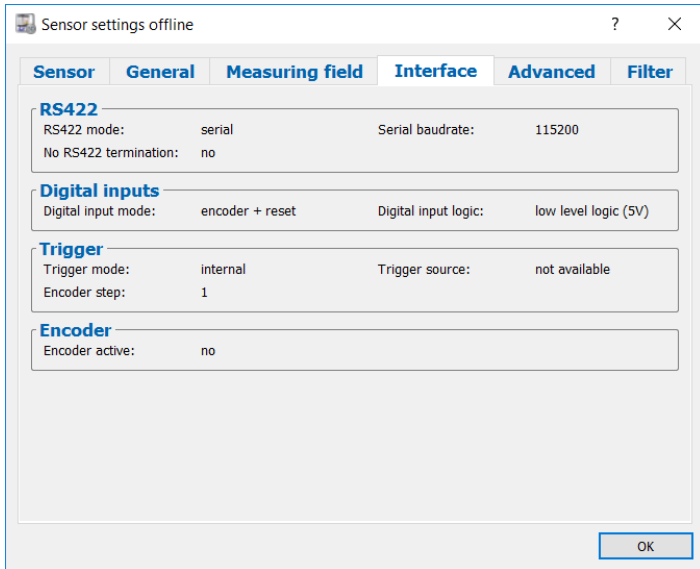 Sensor settings offline ?
Sensor General Measuring field Interface Advanced Filter
RS422
RS422 mode: serial Serial baudrate: 115200
No RS422 termination: no
Digital inputs
Digital input mode: encoder + reset Digital input logic: low level logic (5V)
Trigger
Trigger mode: internal Trigger source: not available
Encoder step: 1
Encoder
Encoder active: no
OK